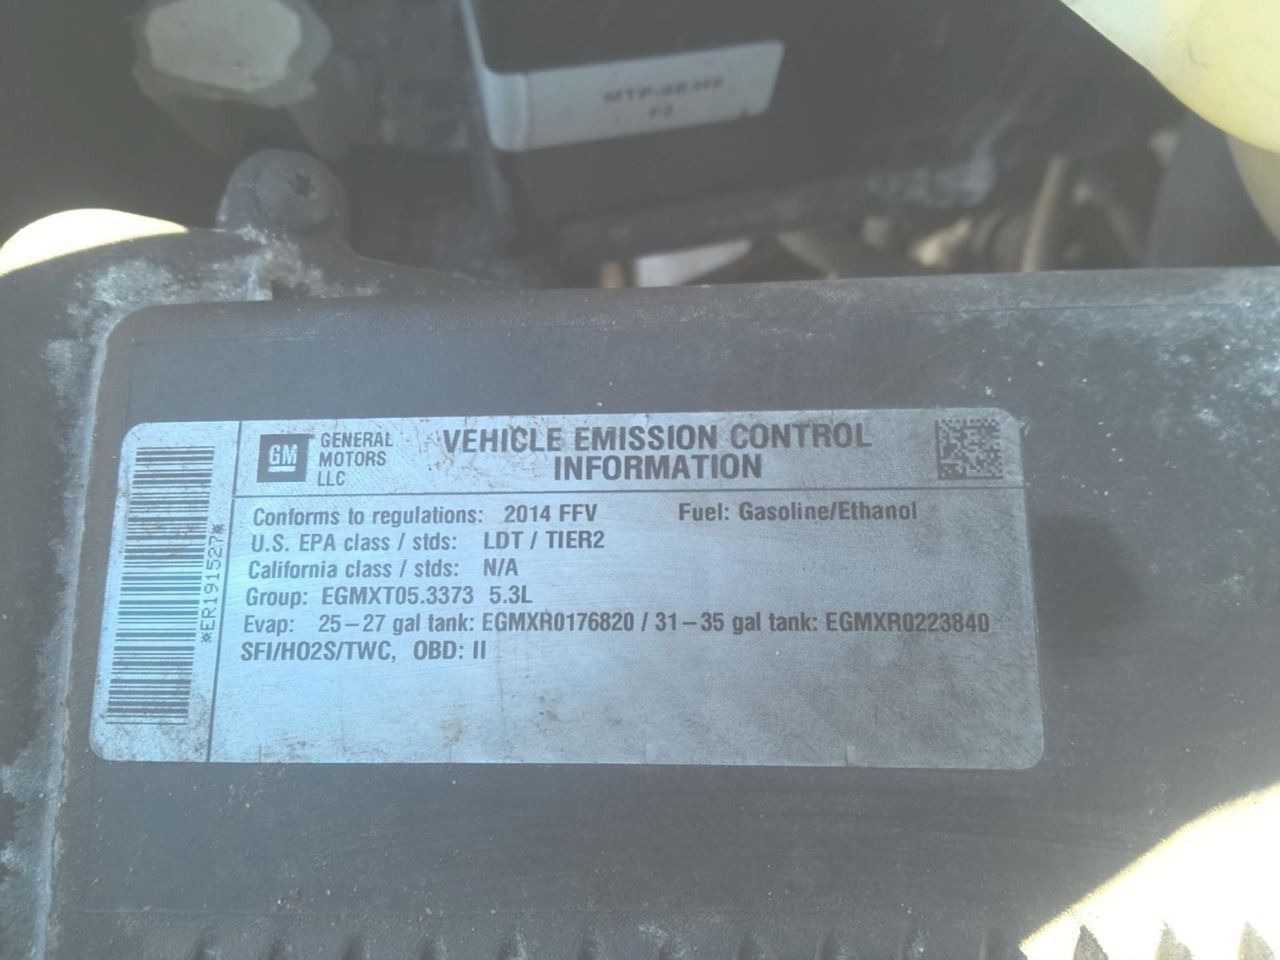 GM
GENERAL
MOTORS
LLC
VEHICLE EMISSION CONTROL
INFORMATION
Conforms to regulations: 2014 FFV Fuel: Gasoline/Ethanol
U.S. EPA class / stds: LDT / TIER2
California class / stds: N/A
Group: EGMXT05.3373 5.3L
Evap: 25-27 gal tank: EGMXR0176820 / 31-35 gal tank: EGMXR0223840
SFI/HO2S/TWC, OBD: II
*ER191527*